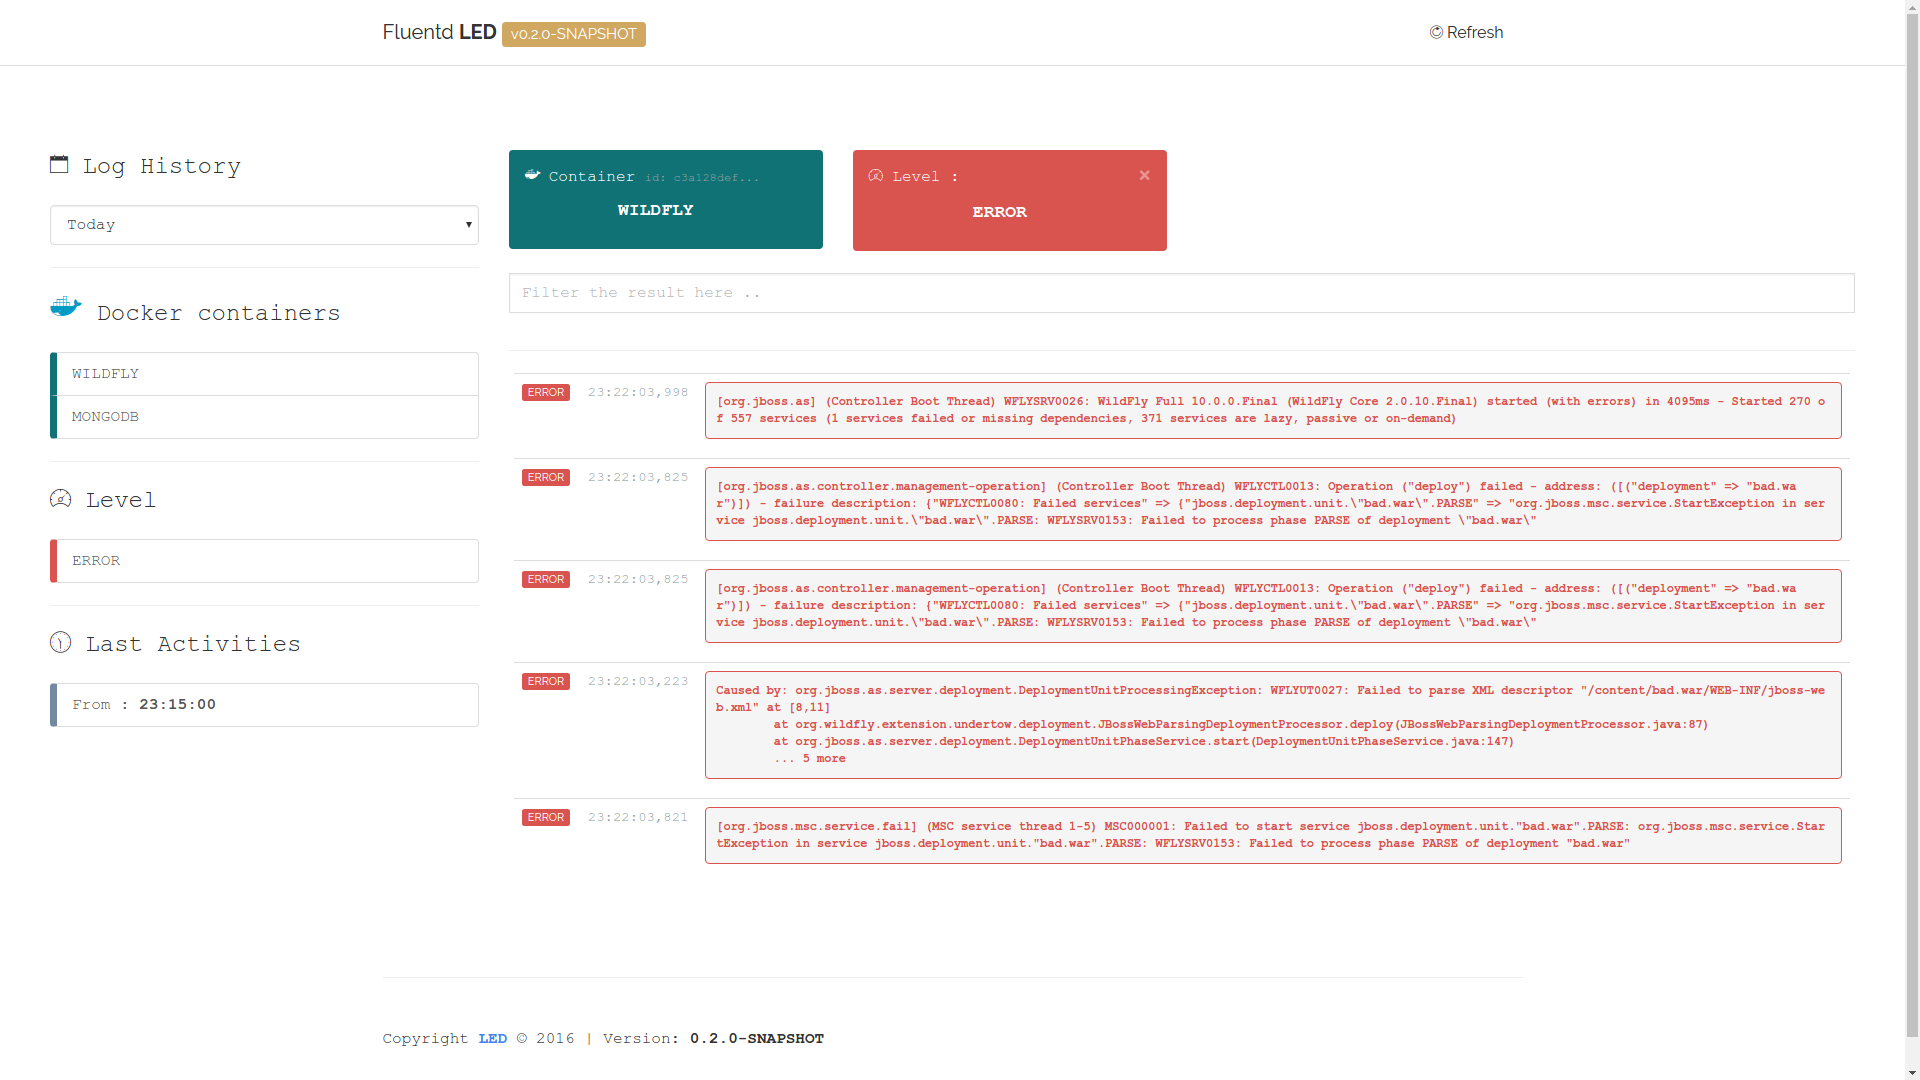 Fluentd LED v0.2.0-SNAPSHOT
Refresh
Log History
Today
Docker containers
WILDFLY
MONGODB
Level
ERROR
Last Activities
From : 23:15:00
Container id: c3a128def...
WILDFLY
Level :
×
ERROR
Filter the result here ..
ERROR 23:22:03,998
[org.jboss.as] (Controller Boot Thread) WFLYSRV0026: WildFly Full 10.0.0.Final (WildFly Core 2.0.10.Final) started (with errors) in 4095ms - Started 270 o
f 557 services (1 services failed or missing dependencies, 371 services are lazy, passive or on-demand)
ERROR 23:22:03,825
[org.jboss.as.controller.management-operation] (Controller Boot Thread) WFLYCTL0013: Operation ("deploy") failed - address: ([("deployment" => "bad.wa
r")]) - failure description: {"WFLYCTL0080: Failed services" => {"jboss.deployment.unit.\"bad.war\".PARSE" => "org.jboss.msc.service.StartException in ser
vice jboss.deployment.unit.\"bad.war\".PARSE: WFLYSRV0153: Failed to process phase PARSE of deployment \"bad.war\"
ERROR 23:22:03,825
[org.jboss.as.controller.management-operation] (Controller Boot Thread) WFLYCTL0013: Operation ("deploy") failed - address: ([("deployment" => "bad.wa
r")]) - failure description: {"WFLYCTL0080: Failed services" => {"jboss.deployment.unit.\"bad.war\".PARSE" => "org.jboss.msc.service.StartException in ser
vice jboss.deployment.unit.\"bad.war\".PARSE: WFLYSRV0153: Failed to process phase PARSE of deployment \"bad.war\"
ERROR 23:22:03,223
Caused by: org.jboss.as.server.deployment.DeploymentUnitProcessingException: WFLYUT0027: Failed to parse XML descriptor "/content/bad.war/WEB-INF/jboss-we
b.xml" at [8,11]
at org.wildfly.extension.undertow.deployment.JBossWebParsingDeploymentProcessor.deploy(JBossWebParsingDeploymentProcessor.java:87)
at org.jboss.as.server.deployment.DeploymentUnitPhaseService.start(DeploymentUnitPhaseService.java:147)
... 5 more
ERROR 23:22:03,821
[org.jboss.msc.service.fail] (MSC service thread 1-5) MSC000001: Failed to start service jboss.deployment.unit."bad.war".PARSE: org.jboss.msc.service.Star
tException in service jboss.deployment.unit."bad.war".PARSE: WFLYSRV0153: Failed to process phase PARSE of deployment "bad.war"
Copyright LED © 2016 | Version: 0.2.0-SNAPSHOT